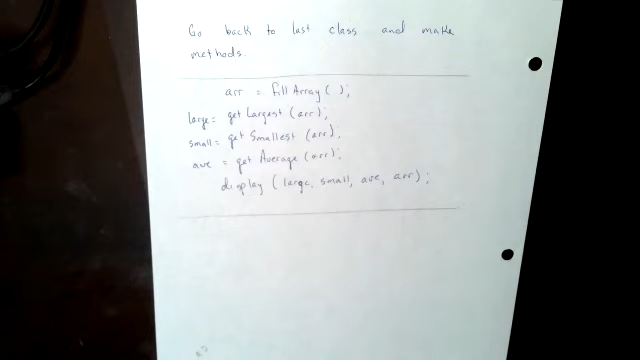 Go back to last class and make
methods.
arr = fillArray ( );
large = getLargest (arr);
small = getSmallest (arr);
ave = getAverage (arr);
display (large, small, ave, arr);